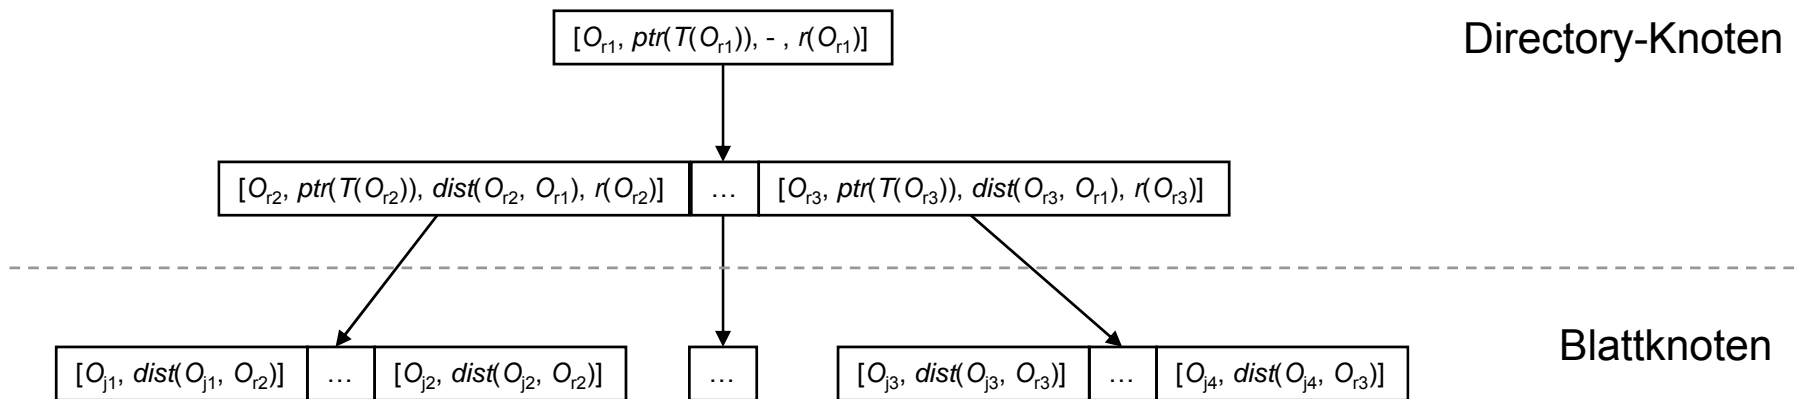 [O_r1, ptr(T(O_r1)), - , r(O_r1)]
Directory-Knoten
[O_r2, ptr(T(O_r2)), dist(O_r2, O_r1), r(O_r2)] … [O_r3, ptr(T(O_r3)), dist(O_r3, O_r1), r(O_r3)]
Blattknoten
[O_j1, dist(O_j1, O_r2)] … [O_j2, dist(O_j2, O_r2)] … [O_j3, dist(O_j3, O_r3)] … [O_j4, dist(O_j4, O_r3)]